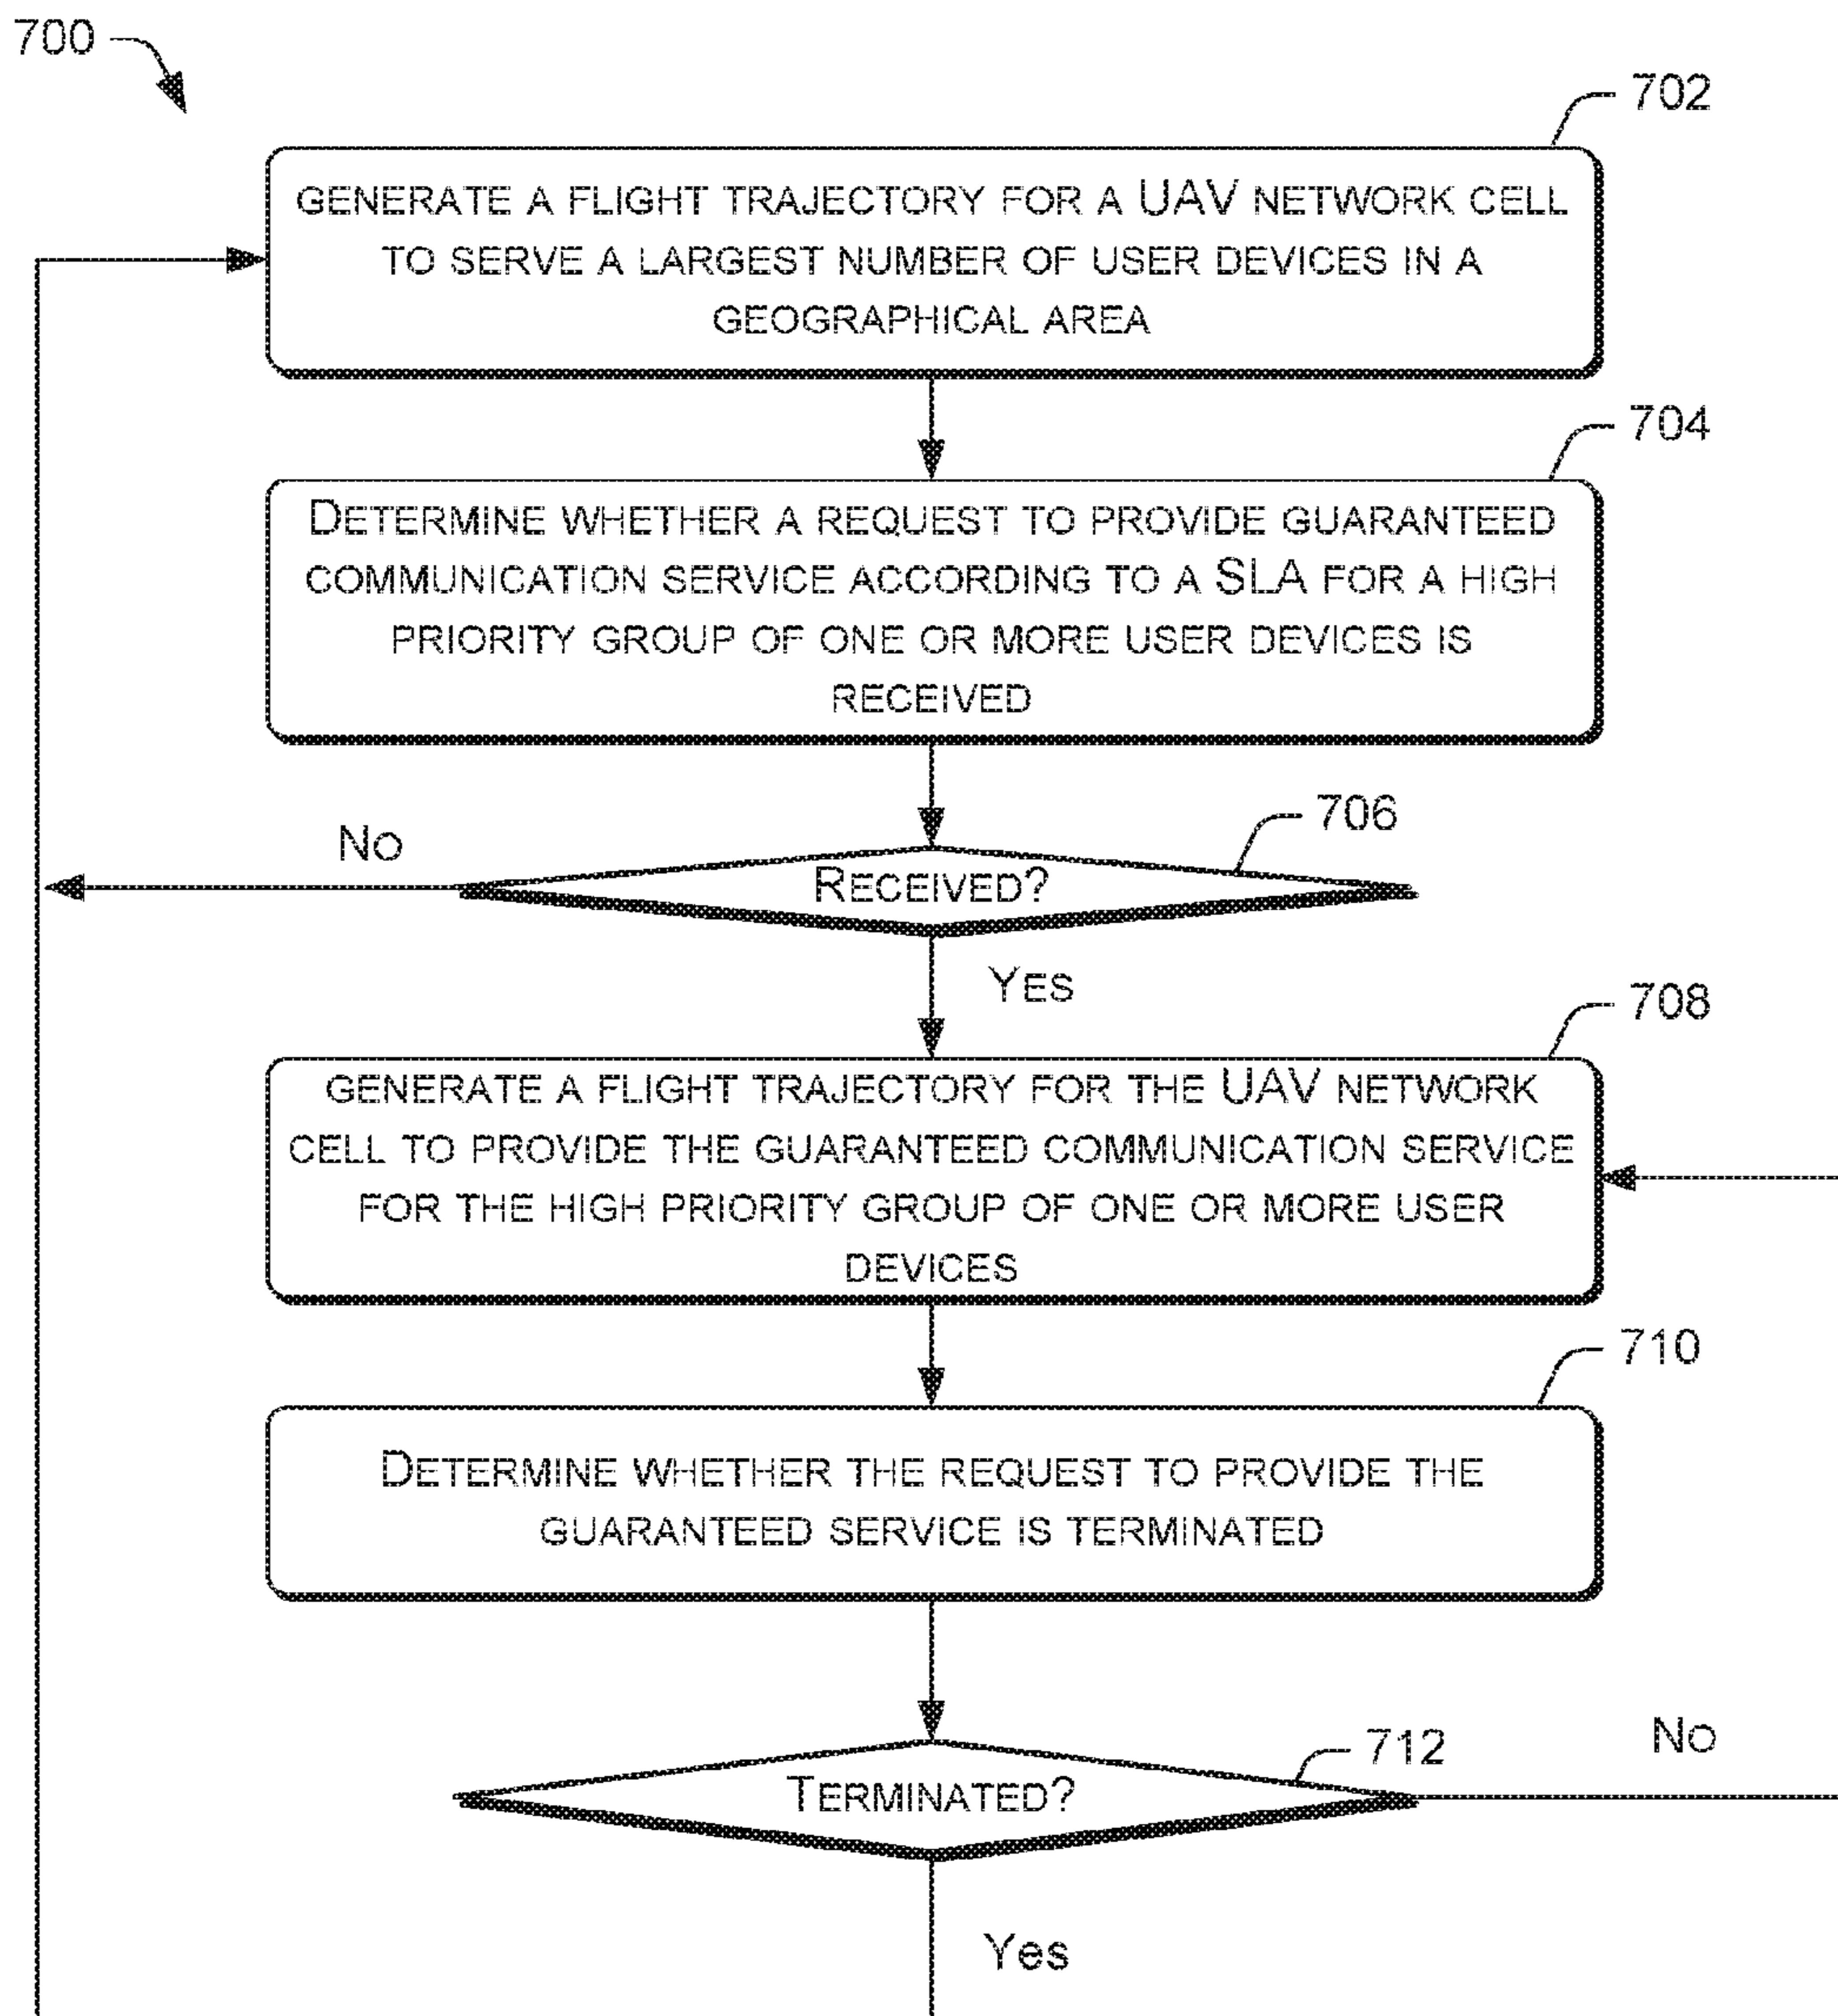 700
702
GENERATE A FLIGHT TRAJECTORY FOR A UAV NETWORK CELL
TO SERVE A LARGEST NUMBER OF USER DEVICES IN A
GEOGRAPHICAL AREA
704
DETERMINE WHETHER A REQUEST TO PROVIDE GUARANTEED
COMMUNICATION SERVICE ACCORDING TO A SLA FOR A HIGH
PRIORITY GROUP OF ONE OR MORE USER DEVICES IS
RECEIVED
706
NO
RECEIVED?
YES
708
GENERATE A FLIGHT TRAJECTORY FOR THE UAV NETWORK
CELL TO PROVIDE THE GUARANTEED COMMUNICATION SERVICE
FOR THE HIGH PRIORITY GROUP OF ONE OR MORE USER
DEVICES
710
DETERMINE WHETHER THE REQUEST TO PROVIDE THE
GUARANTEED SERVICE IS TERMINATED
712
No
TERMINATED?
Yes